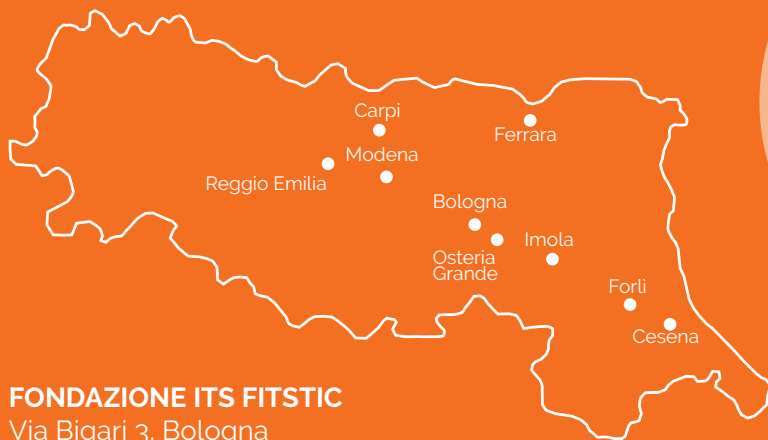 Carpi
Ferrara
Modena
Reggio Emilia
Bologna
Imola
Osteria
Grande
Forlì
Cesena
FONDAZIONE ITS FITSTIC
Via Bigari 3, Bologna